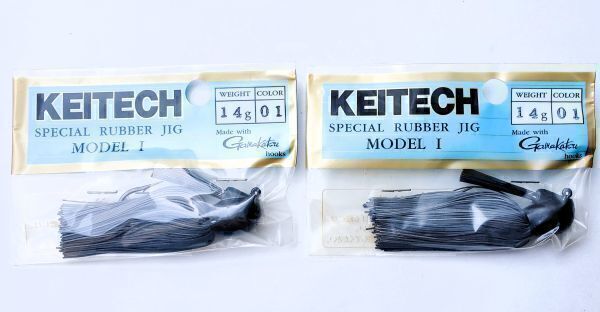 KEITECH
SPECIAL RUBBER JIG
MODEL I
WEIGHT COLOR
14g 01
Made with
Gamakatsu
hooks
KEITECH
SPECIAL RUBBER JIG
MODEL I
WEIGHT COLOR
14g 01
Made with
Gamakatsu
hooks